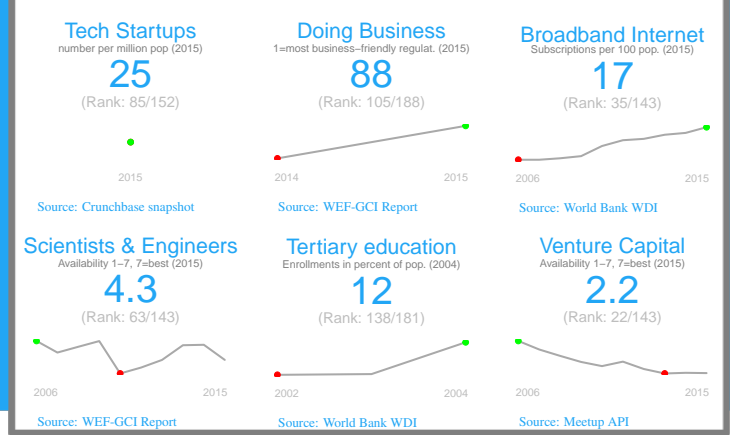 Tech Startups
number per million pop (2015)
25
(Rank: 85/152)
2015
Source: Crunchbase snapshot
Doing Business
1=most business−friendly regulat. (2015)
88
(Rank: 105/188)
2014 2015
Source: WEF-GCI Report
Broadband Internet
Subscriptions per 100 pop. (2015)
17
(Rank: 35/143)
2006 2015
Source: World Bank WDI
Scientists & Engineers
Availability 1−7, 7=best (2015)
4.3
(Rank: 63/143)
2006 2015
Source: WEF-GCI Report
Tertiary education
Enrollments in percent of pop. (2004)
12
(Rank: 138/181)
2002 2004
Source: World Bank WDI
Venture Capital
Availability 1−7, 7=best (2015)
2.2
(Rank: 22/143)
2006 2015
Source: Meetup API